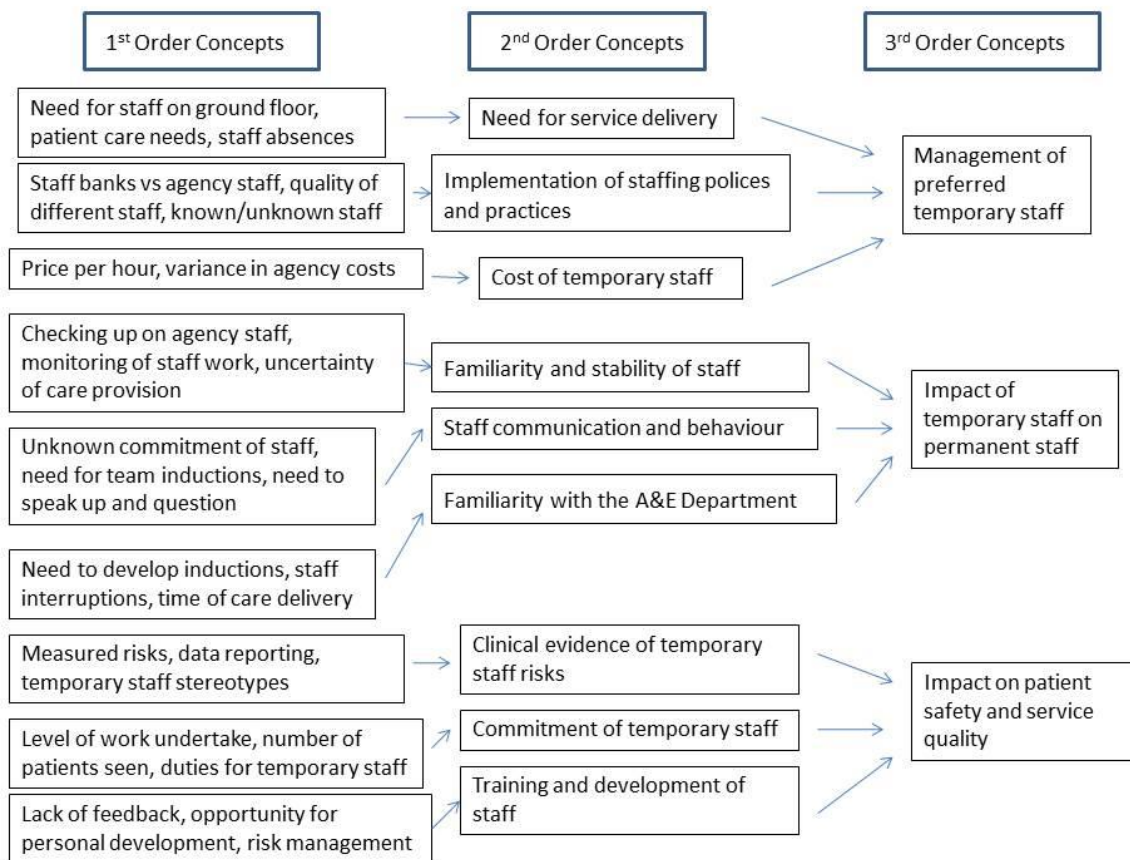 1st Order Concepts
2nd Order Concepts
3rd Order Concepts
Need for staff on ground floor,
patient care needs, staff absences
Need for service delivery
Management of
preferred
temporary staff
Staff banks vs agency staff, quality of
different staff, known/unknown staff
Implementation of staffing polices
and practices
Price per hour, variance in agency costs
Cost of temporary staff
Checking up on agency staff,
monitoring of staff work, uncertainty
of care provision
Familiarity and stability of staff
Impact of
temporary staff on
permanent staff
Unknown commitment of staff,
need for team inductions, need to
speak up and question
Staff communication and behaviour
Need to develop inductions, staff
interruptions, time of care delivery
Familiarity with the A&E Department
Measured risks, data reporting,
temporary staff stereotypes
Clinical evidence of temporary
staff risks
Impact on patient
safety and service
quality
Level of work undertake, number of
patients seen, duties for temporary staff
Commitment of temporary staff
Lack of feedback, opportunity for
personal development, risk management
Training and development of
staff